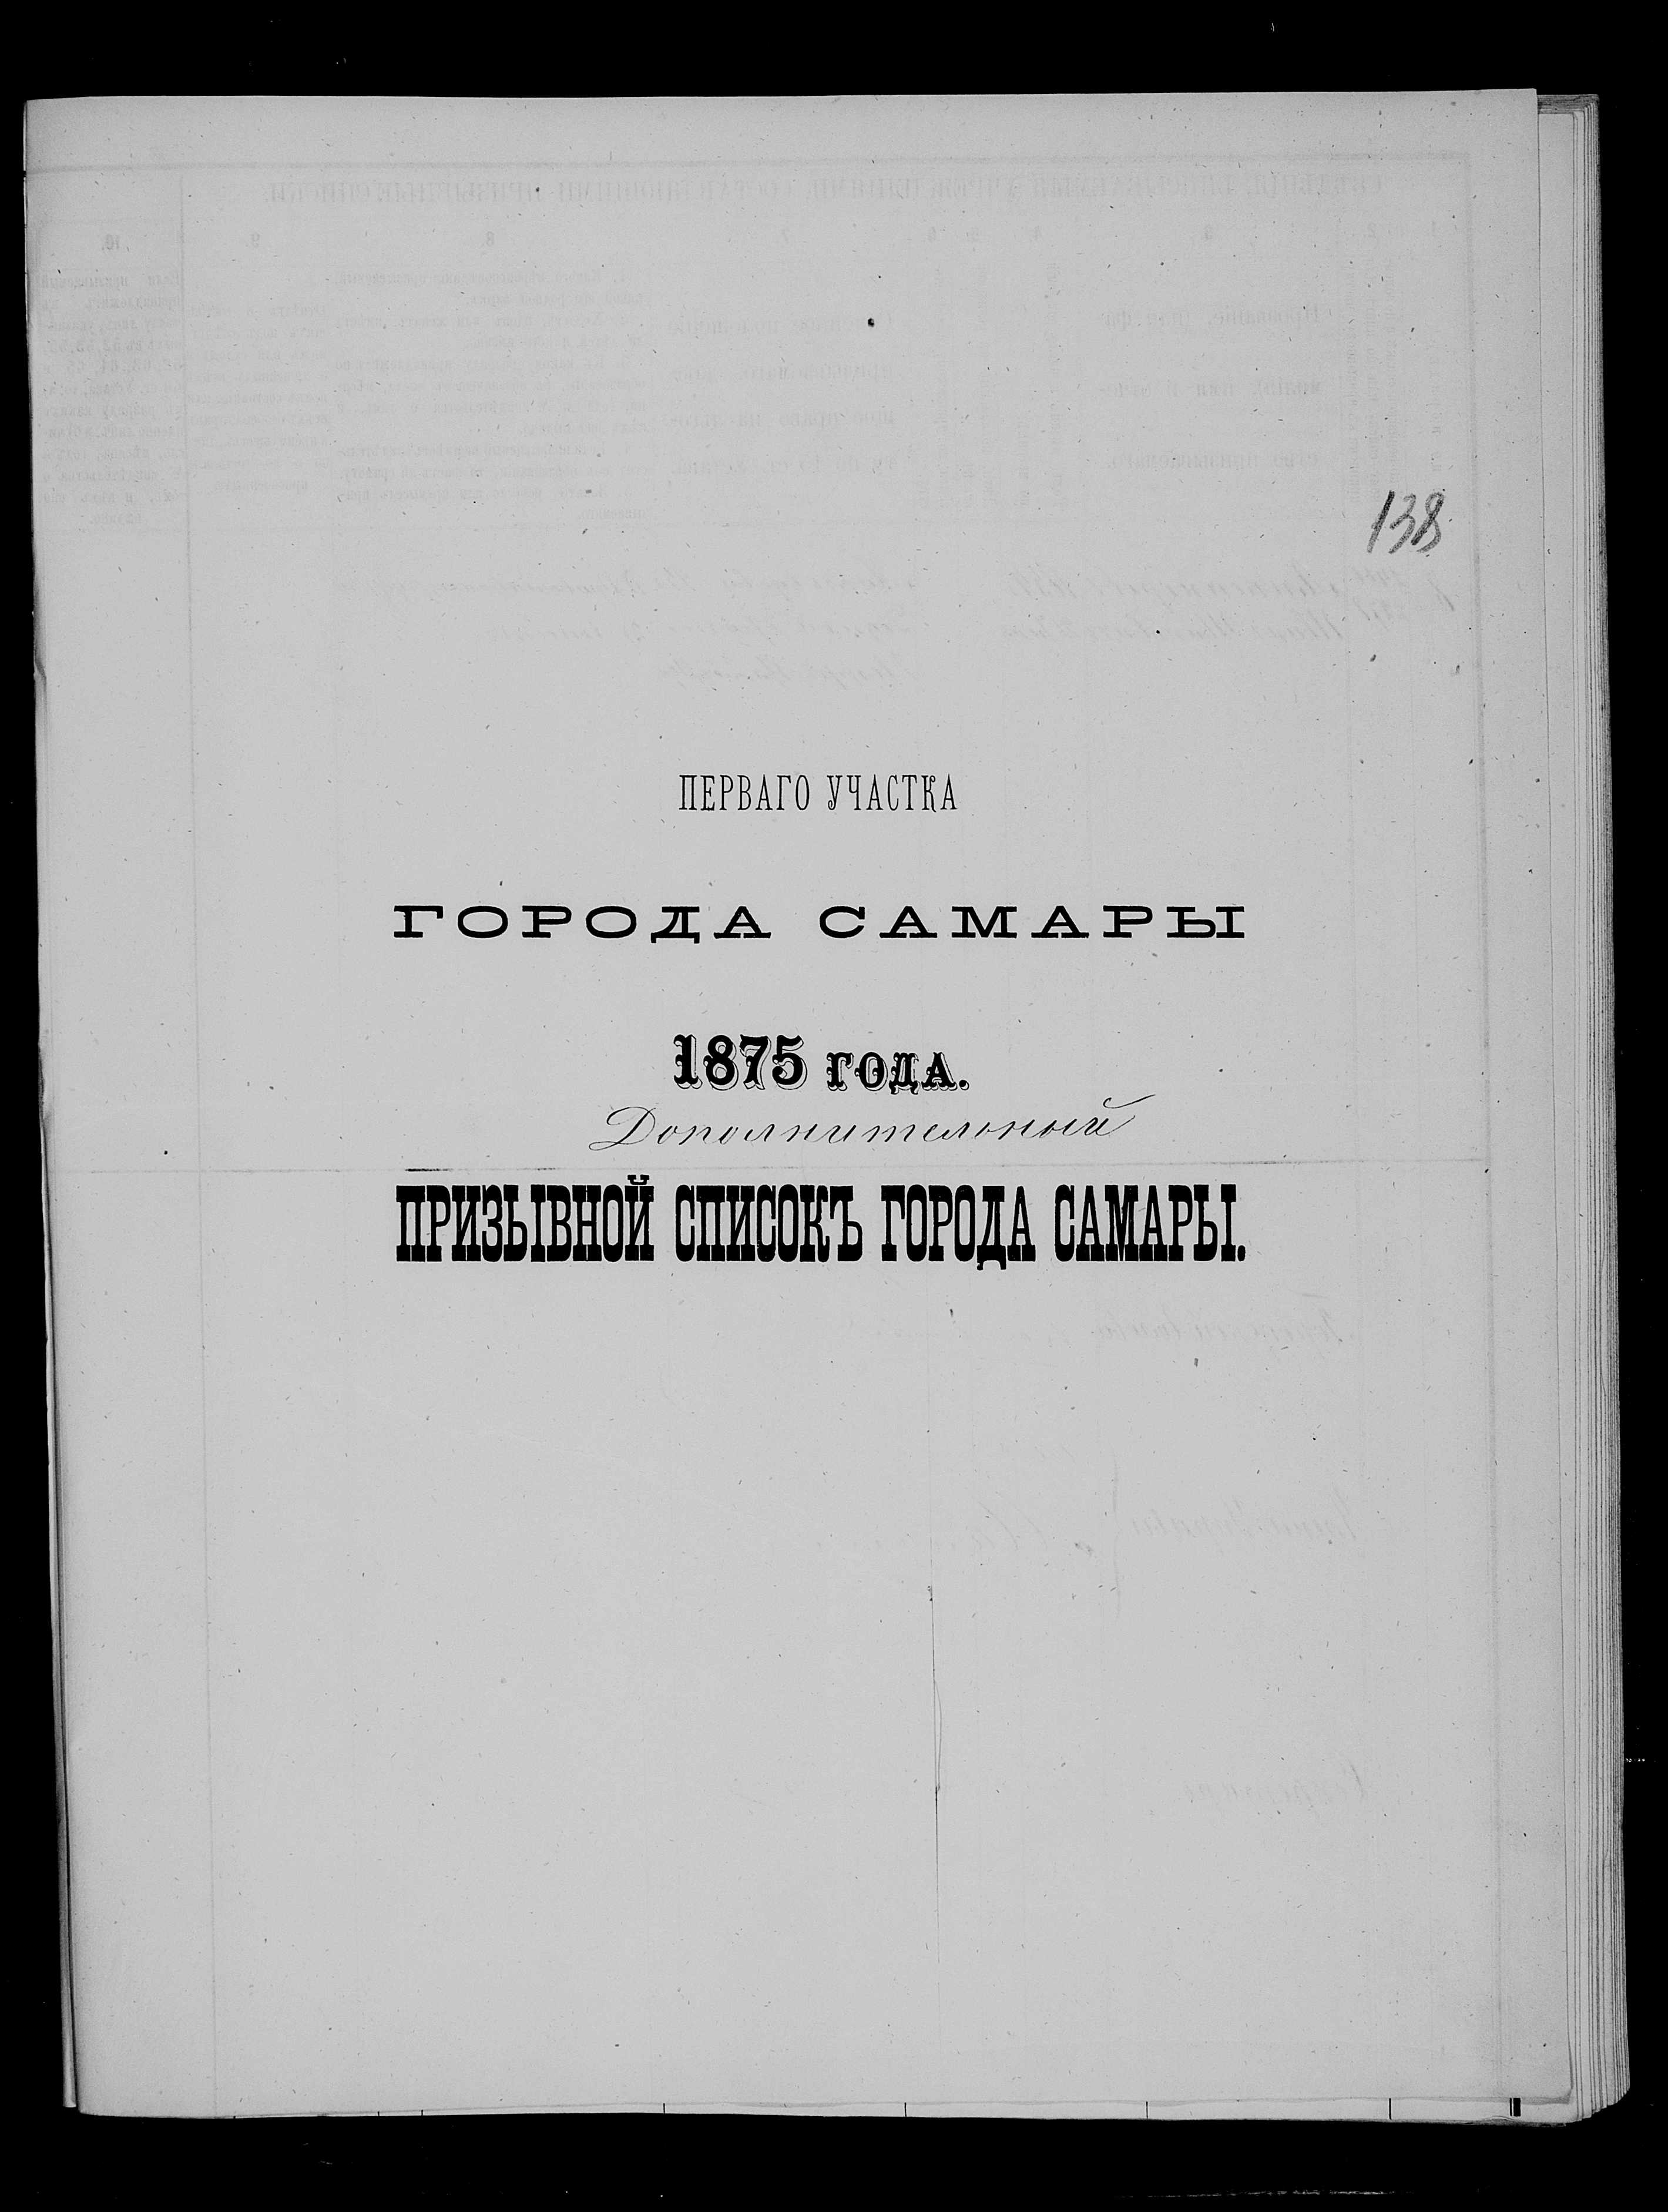 138
ПЕРВАГО УЧАСТКА
ГОРОДА САМАРЫ
1875 ГОДА.
Дополнительный
ПРИЗЫВНОЙ СПИСОКЪ ГОРОДА САМАРЫ.